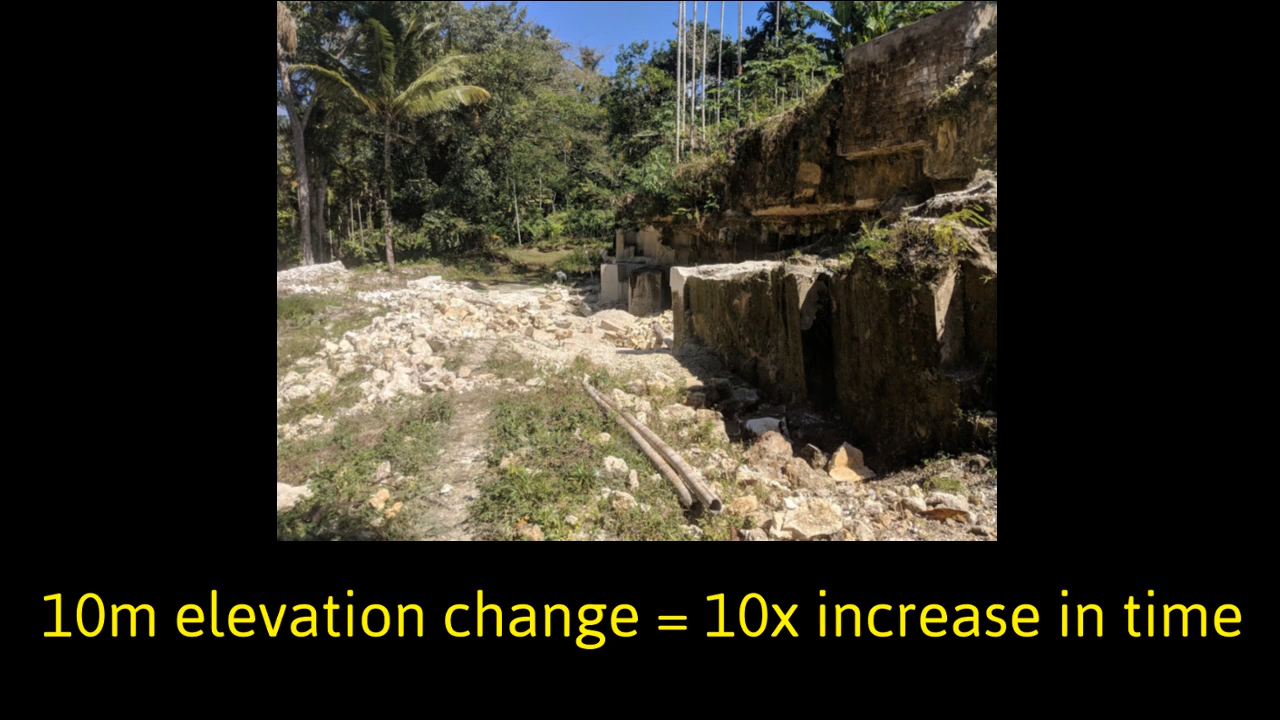 10m elevation change = 10x increase in time